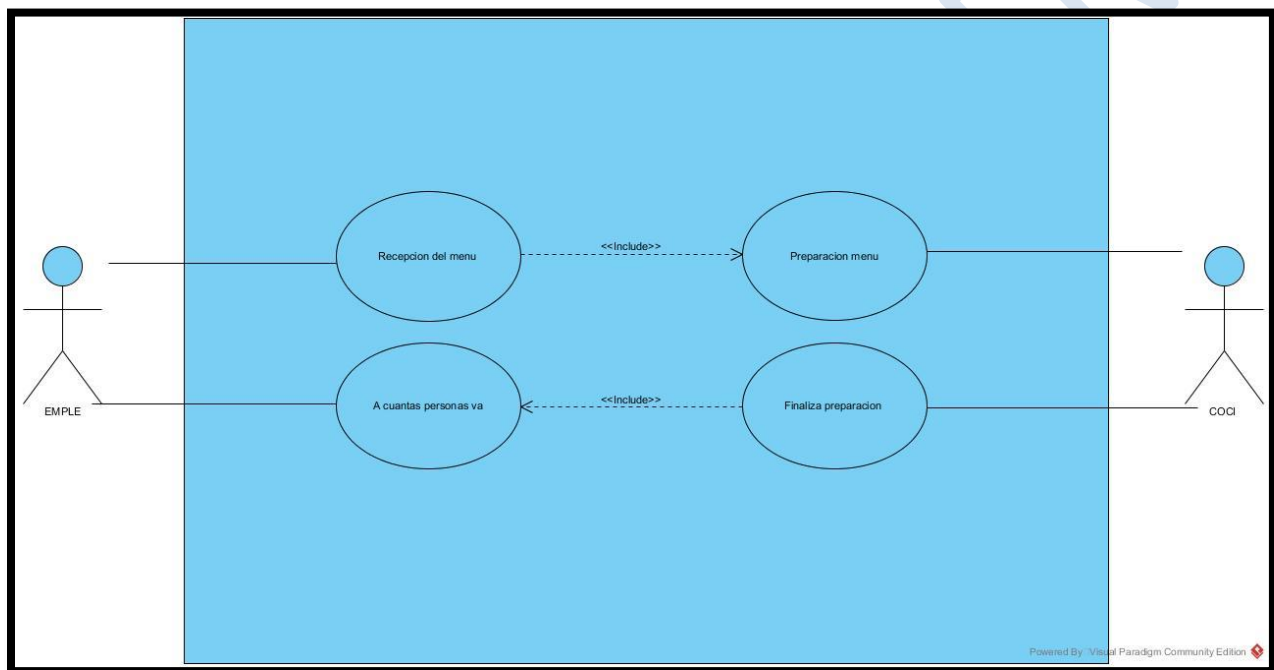 Recepcion del menu
<<Include>>
Preparacion menu
EMPLE
A cuantas personas va
<<Include>>
Finaliza preparacion
COCI
Powered By Visual Paradigm Community Edition